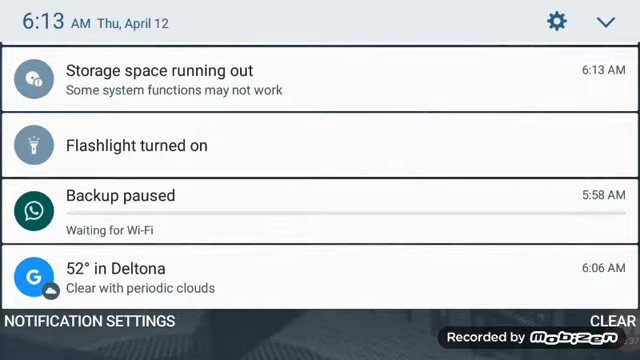 6:13 AM Thu, April 12
Storage space running out
6:13 AM
Some system functions may not work
Flashlight turned on
Backup paused
5:58 AM
Waiting for Wi-Fi
52° in Deltona
6:06 AM
Clear with periodic clouds
NOTIFICATION SETTINGS
CLEAR
Recorded by mobizen